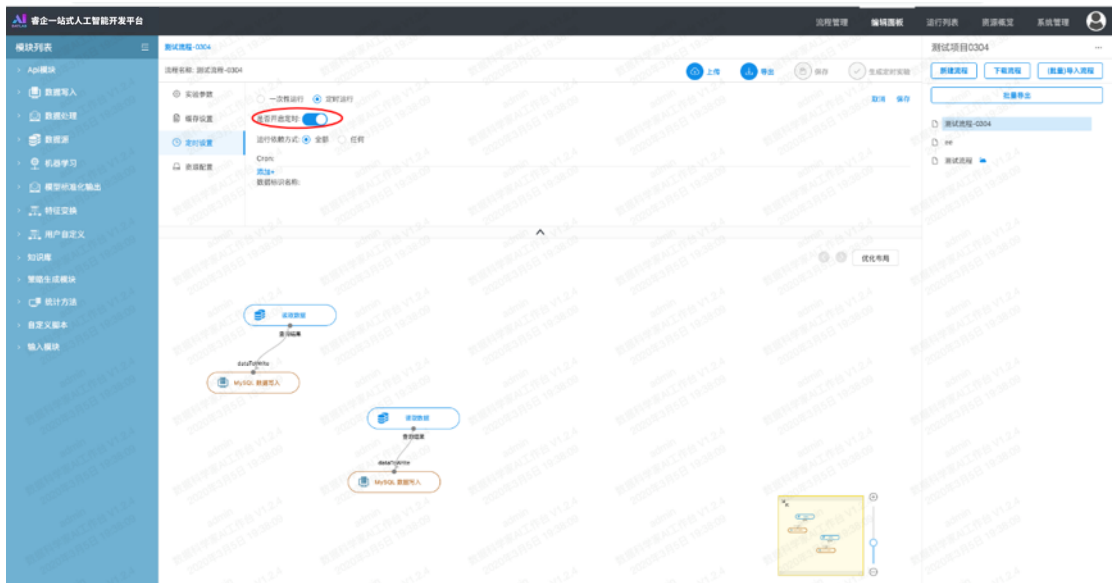 睿企一站式人工智能开发平台
流程管理 编辑面板 运行列表 资源概览 系统管理
模块列表
Api模块
数据写入
数据处理
数据源
机器学习
模型标准化输出
特征变换
用户自定义
知识库
策略生成模块
统计方法
自定义脚本
输入模块
测试流程-0304
流程名称: 测试流程-0304
上传 导出 保存 生成定时实验
实验参数
缓存设置
定时设置
资源配置
一次性运行 定时运行
取消 保存
是否开启定时:
运行依赖方式: 全部 任何
Cron:
添加+
数据标识名称:
优化布局
读取数据
查询结果
dataToWrite
MySQL 数据写入
读取数据
查询结果
dataToWrite
MySQL 数据写入
测试项目0304
新建流程 下载流程 (批量)导入流程
批量导出
测试流程-0304
测试流程